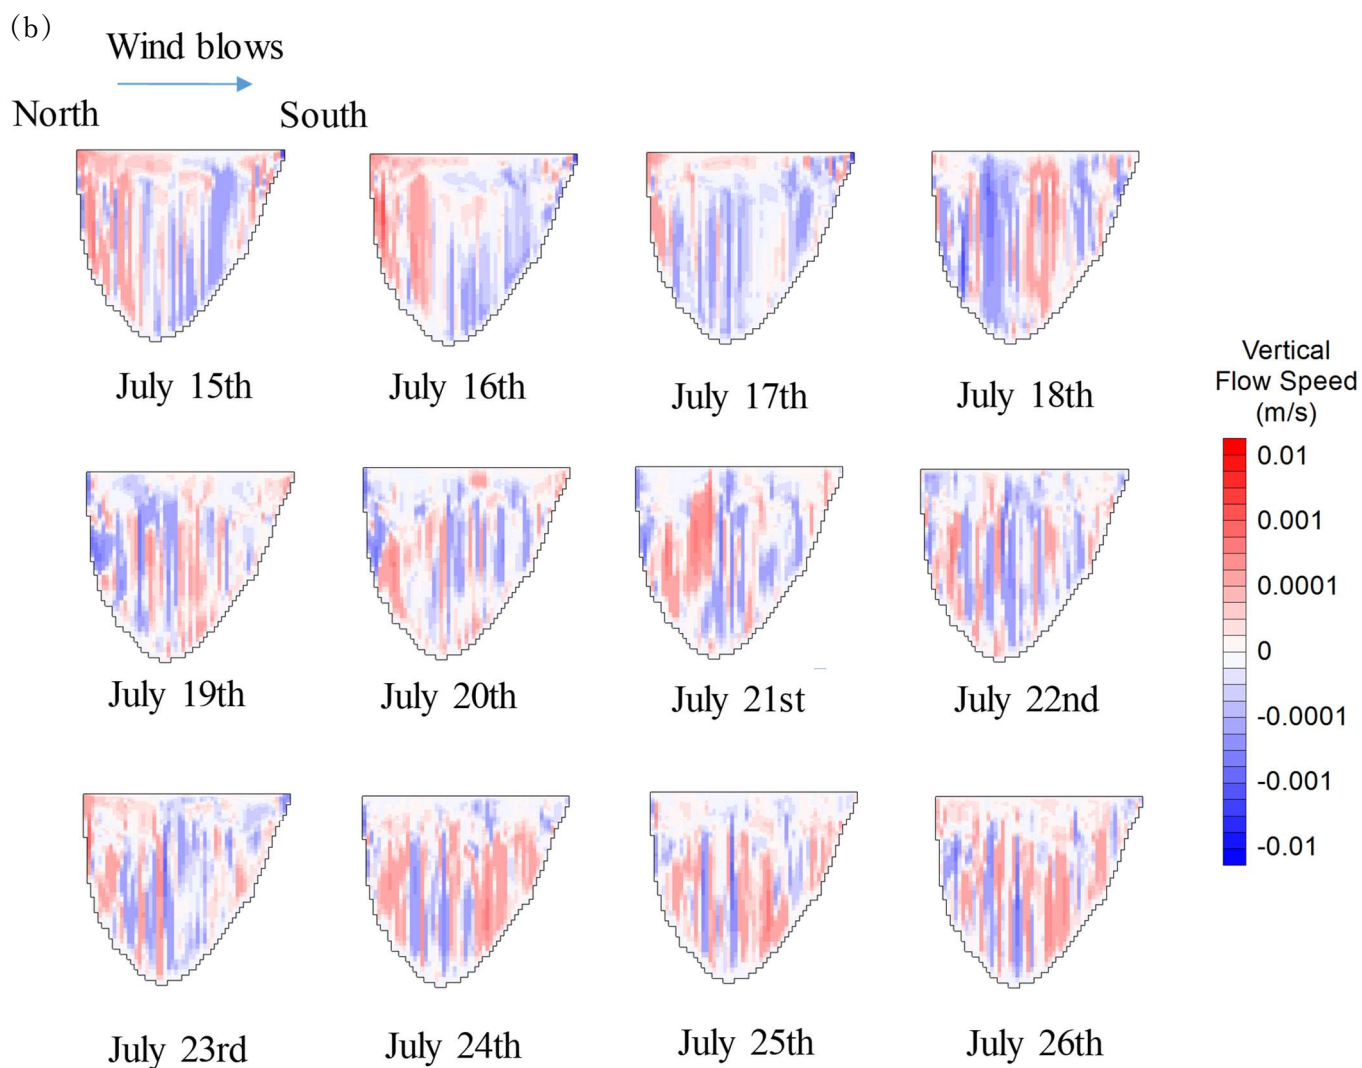 (b)
Wind blows
North
South
July 15th
July 16th
July 17th
July 18th
July 19th
July 20th
July 21st
July 22nd
July 23rd
July 24th
July 25th
July 26th
Vertical
Flow Speed
(m/s)
0.01
0.001
0.0001
0
-0.0001
-0.001
-0.01